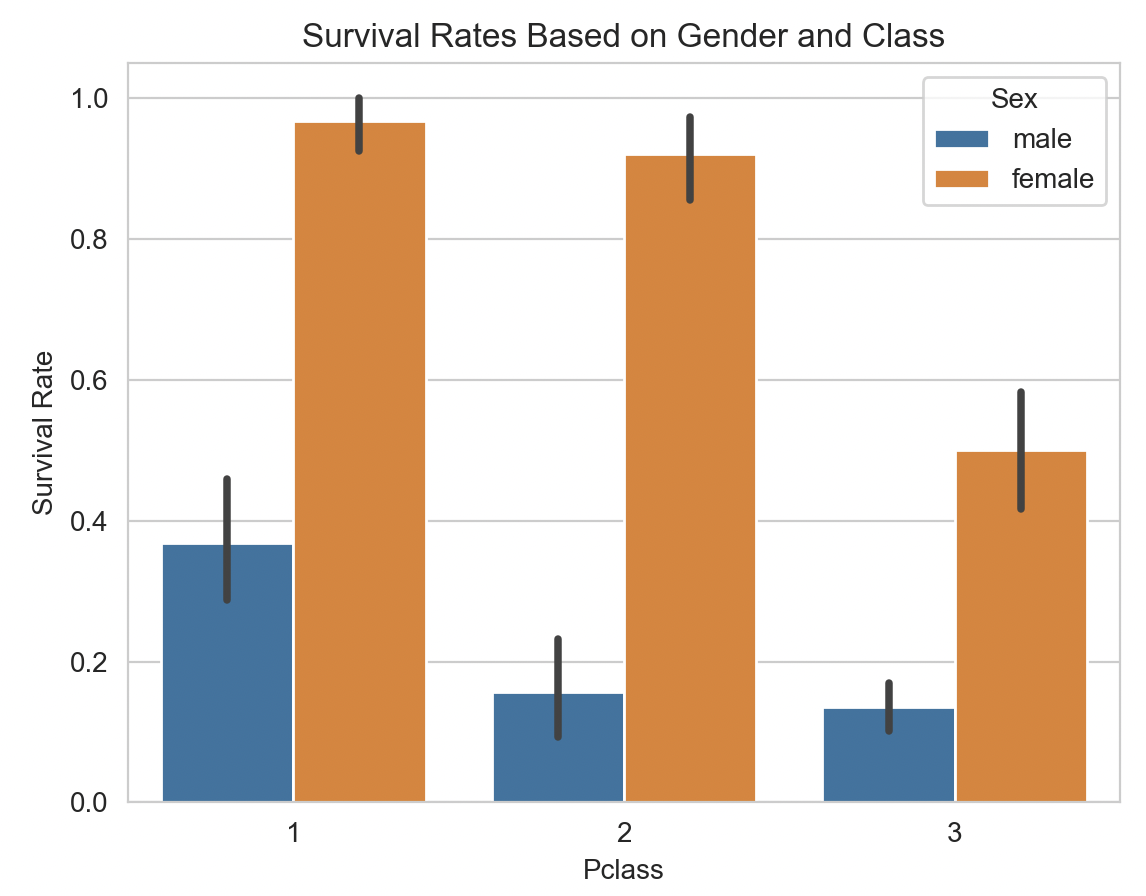 Survival Rates Based on Gender and Class
Sex
male
female
Survival Rate
1.0
0.8
0.6
0.4
0.2
0.0
1 2 3
Pclass